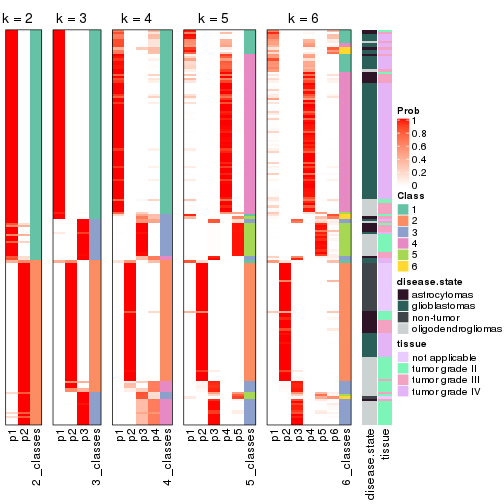 k = 2
k = 3
k = 4
k = 5
k = 6
Prob
1
0.8
0.6
0.4
0.2
0
Class
1
2
3
4
5
6
disease.state
astrocytomas
glioblastomas
non-tumor
oligodendrogliomas
tissue
not applicable
tumor grade II
tumor grade III
tumor grade IV
p1
p2
2_classes
p1
p2
p3
3_classes
p1
p2
p3
p4
4_classes
p1
p2
p3
p4
p5
5_classes
p1
p2
p3
p4
p5
p6
6_classes
disease.state
tissue